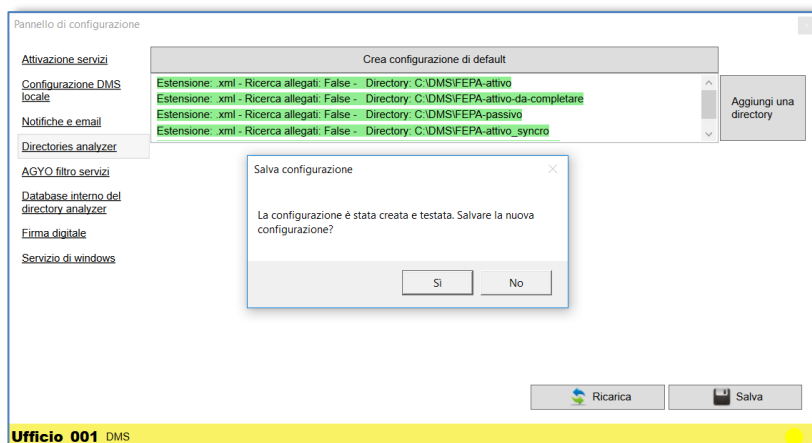 Pannello di configurazione
Attivazione servizi
Configurazione DMS
locale
Notifiche e email
Directories analyzer
AGYO filtro servizi
Database interno del
directory analyzer
Firma digitale
Servizio di windows
Crea configurazione di default
Estensione: .xml - Ricerca allegati: False - Directory: C:\DMS\FEPA-attivo
Estensione: .xml - Ricerca allegati: False - Directory: C:\DMS\FEPA-attivo-da-completare
Estensione: .xml - Ricerca allegati: False - Directory: C:\DMS\FEPA-passivo
Estensione: .xml - Ricerca allegati: False - Directory: C:\DMS\FEPA-attivo_syncro
Aggiungi una
directory
Salva configurazione
La configurazione è stata creata e testata. Salvare la nuova
configurazione?
Sì
No
Ricarica
Salva
Ufficio 001 DMS